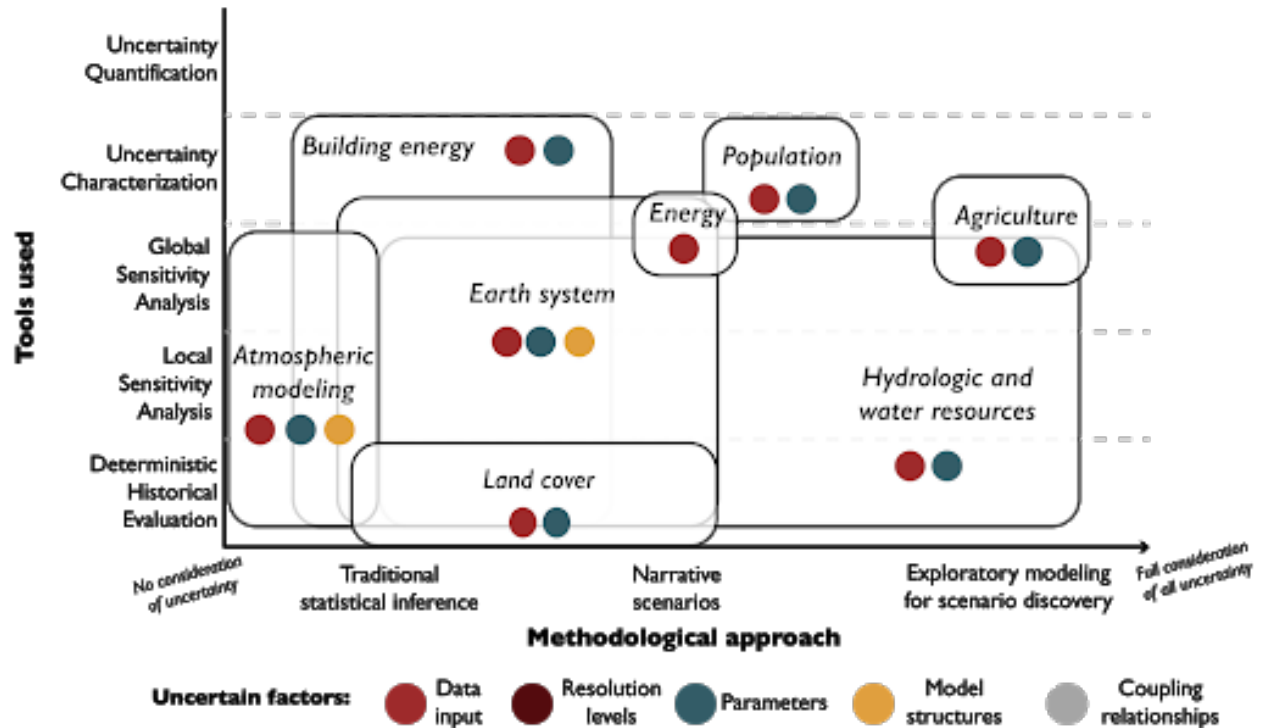 Uncertainty
Quantification
Uncertainty
Characterization
Global
Sensitivity
Analysis
Local
Sensitivity
Analysis
Deterministic
Historical
Evaluation
Tools used
Building energy
Population
Energy
Agriculture
Earth system
Atmospheric
modeling
Hydrologic and
water resources
Land cover
No consideration
of uncertainty
Traditional
statistical inference
Narrative
scenarios
Exploratory modeling
for scenario discovery
Full consideration
of all uncertainty
Methodological approach
Uncertain factors:
Data
input
Resolution
levels
Parameters
Model
structures
Coupling
relationships